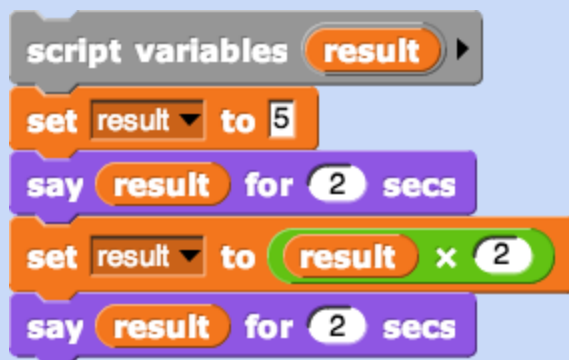 script variables result
set result to 5
say result for 2 secs
set result to result × 2
say result for 2 secs